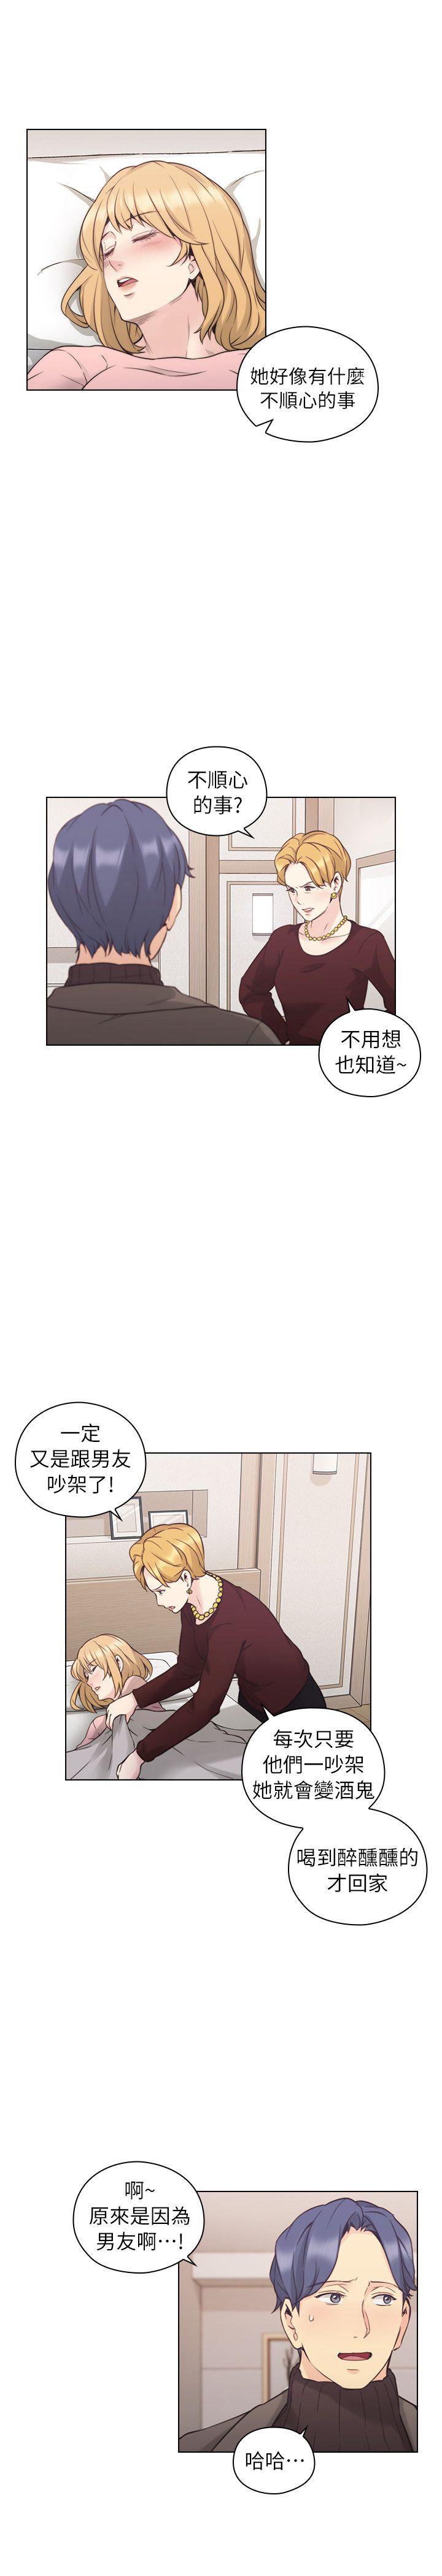 她好像有什麼
不順心的事
不順心
的事?
不用想
也知道~
一定
又是跟男友
吵架了!
每次只要
他們一吵架
她就會變酒鬼
喝到醉醺醺的
才回家
啊~
原來是因為
男友啊⋯!
哈哈⋯